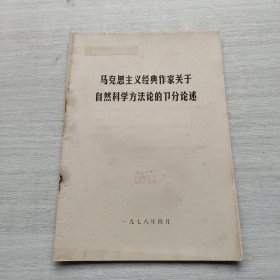 马克思主义经典作家关于
自然科学方法论的卩分论述
一九七八年四月